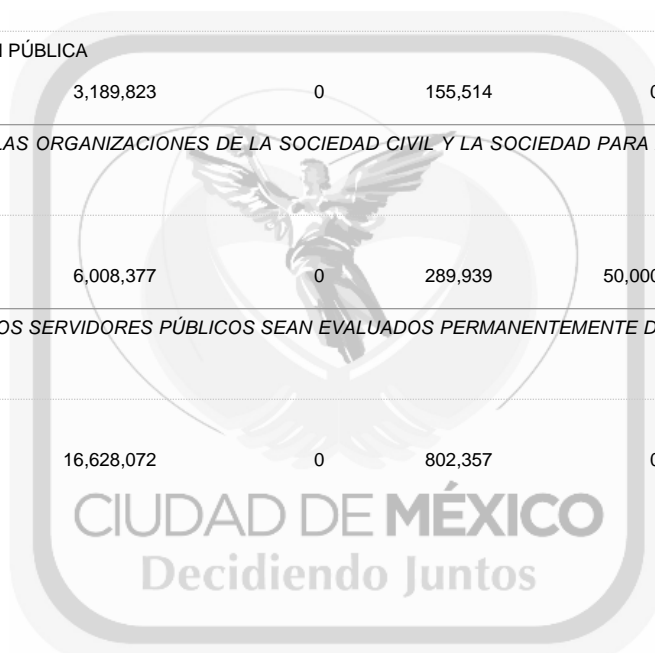 PÚBLICA
3,189,823 0 155,514 0
LAS ORGANIZACIONES DE LA SOCIEDAD CIVIL Y LA SOCIEDAD PARA
6,008,377 0 289,939 50,000
OS SERVIDORES PÚBLICOS SEAN EVALUADOS PERMANENTEMENTE D
16,628,072 0 802,357 0
CIUDAD DE MÉXICO
Decidiendo Juntos